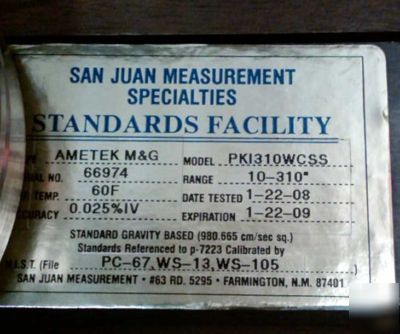 SAN JUAN MEASUREMENT
SPECIALTIES
STANDARDS FACILITY
AMETEK M&G MODEL PKI310WCSS
66974 RANGE 10-310"
TEMP. 60F DATE TESTED 1-22-08
0.025%IV EXPIRATION 1-22-09
STANDARD GRAVITY BASED (980.665 cm/sec sq.)
Standards Referenced to p-7223 Calibrated by
(File PC-67,WS-13,WS-105 )
SAN JUAN MEASUREMENT • #63 RD. 5295 • FARMINGTON, N.M. 87401